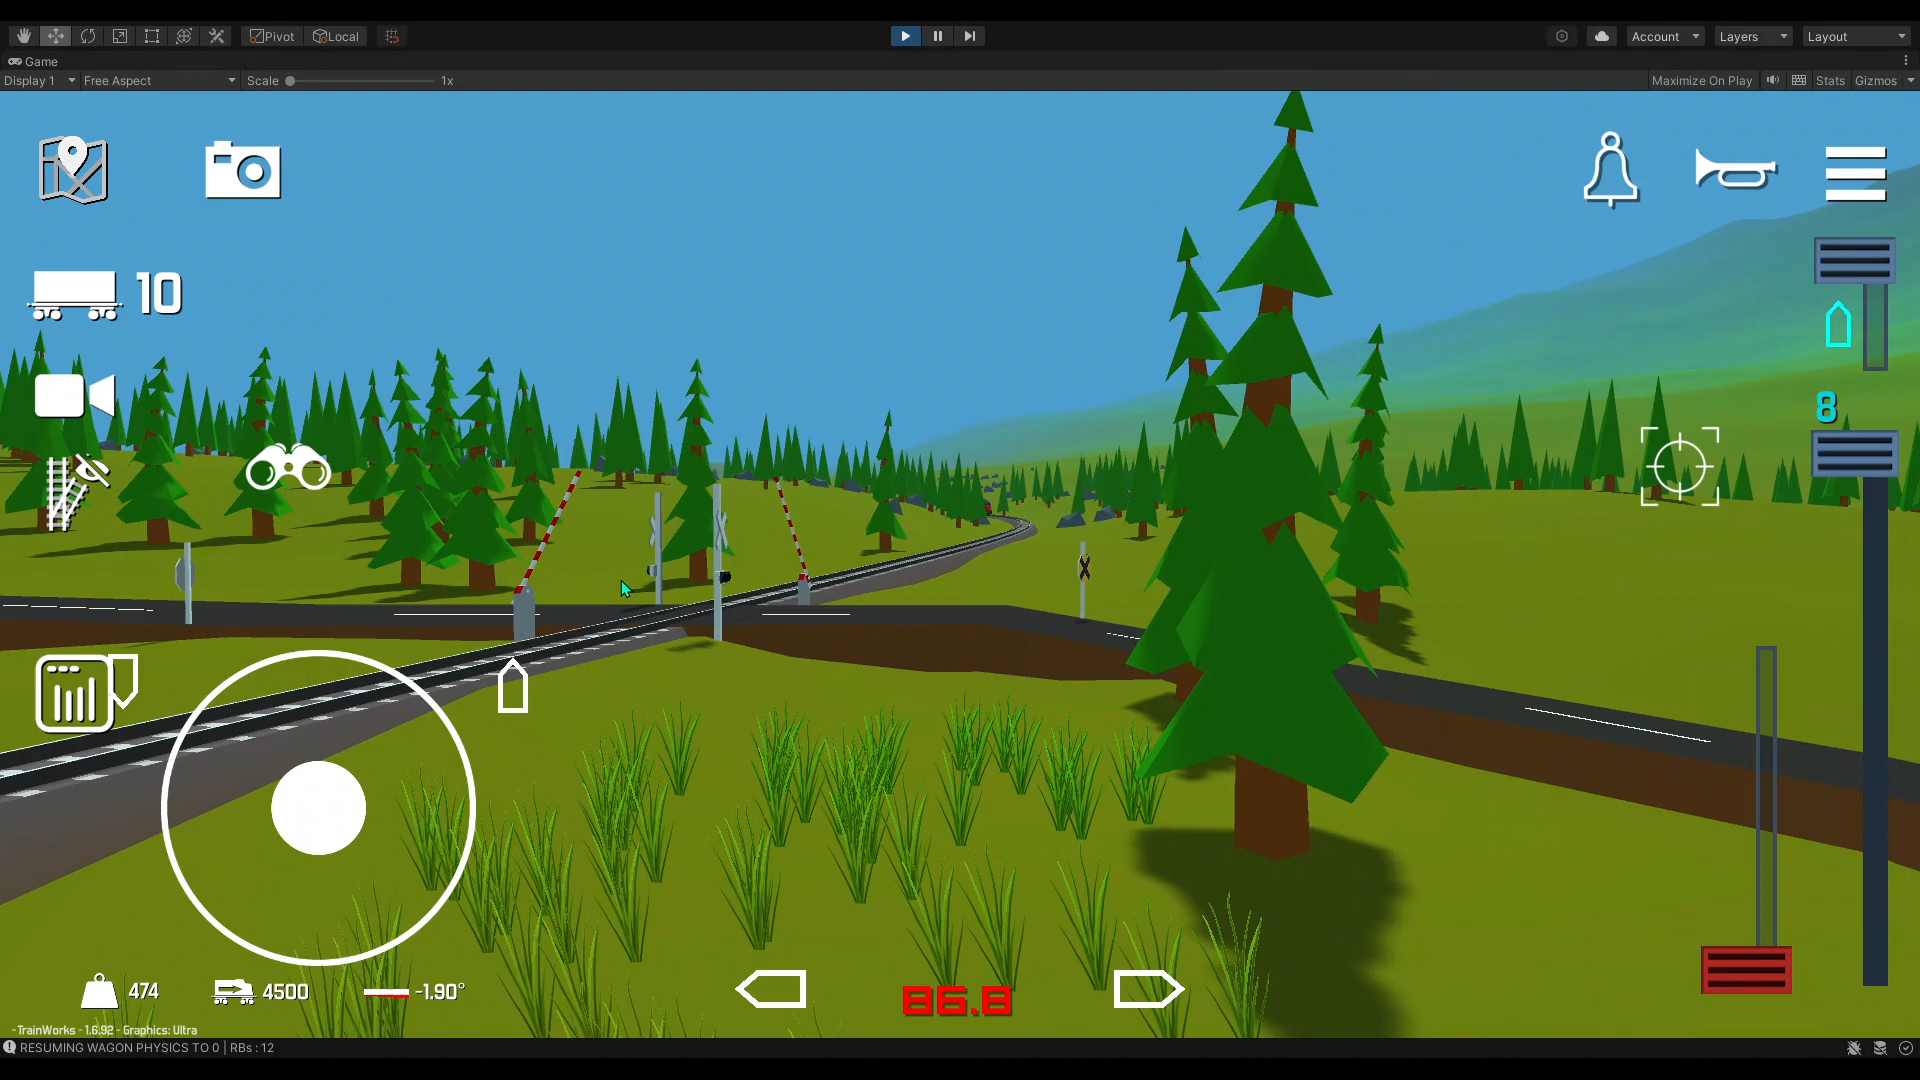 Pivot Local Account Layers Layout
Game
Display 1 Free Aspect Scale 1x Maximize On Play Stats Gizmos
10
8
474 4500 -1.90° 86.8
-TrainWorks - 1.6.92 - Graphics: Ultra
RESUMING WAGON PHYSICS TO 0 | RBs : 12